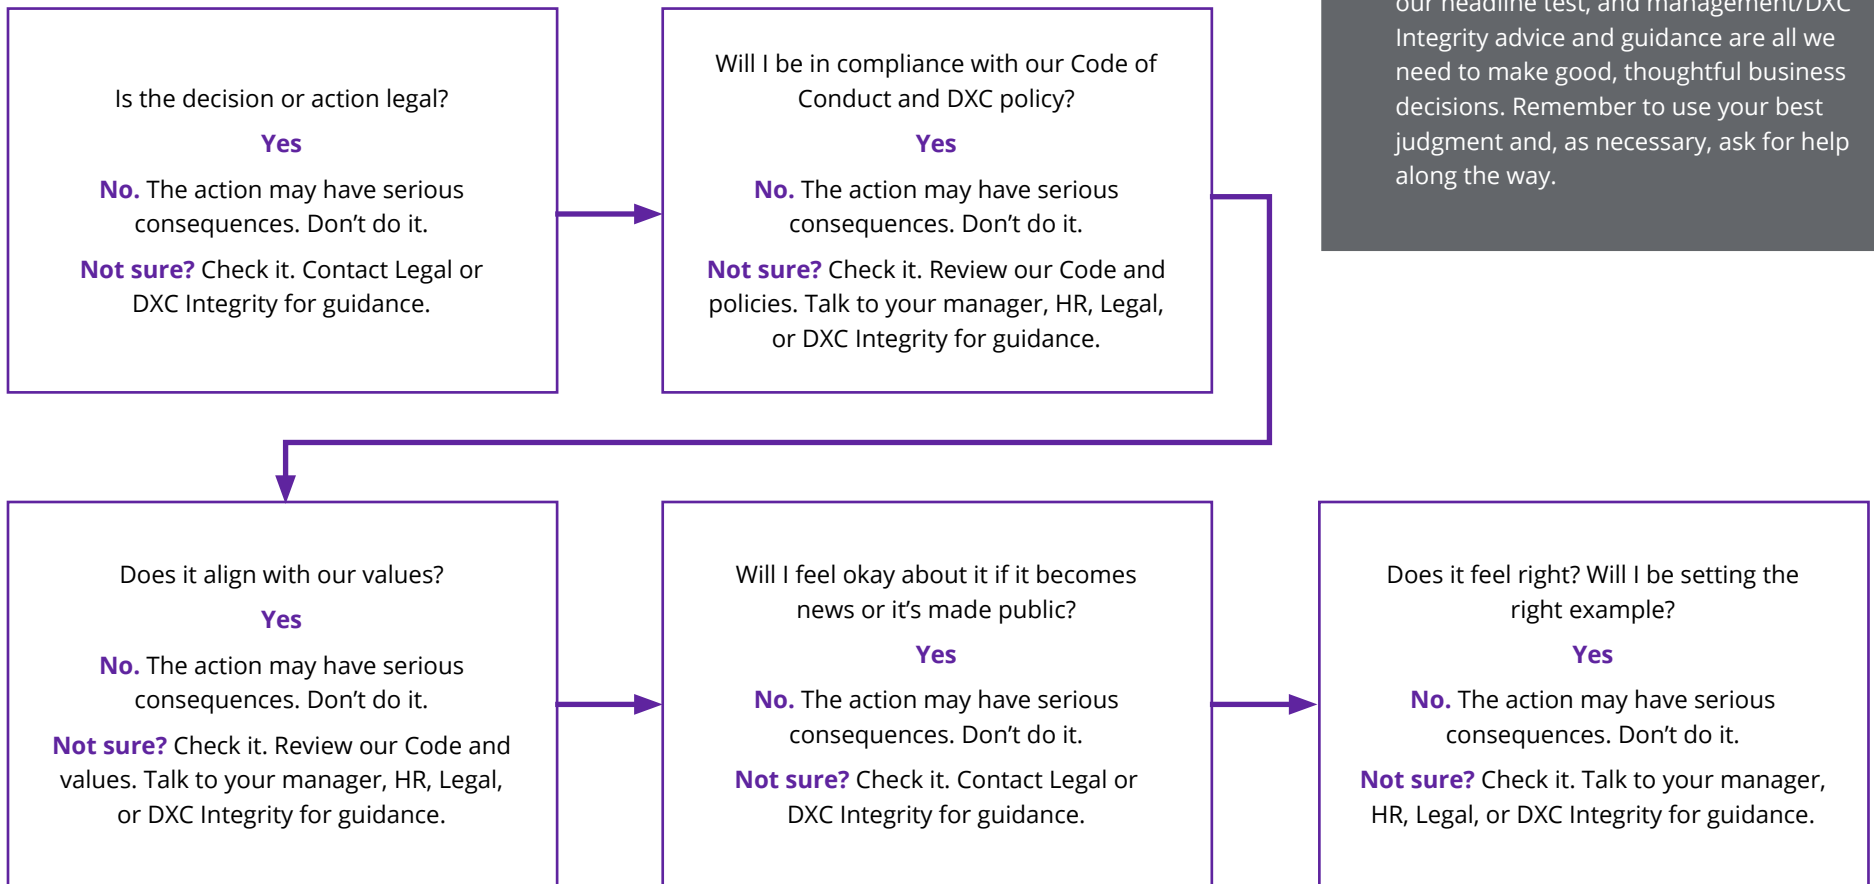 Is the decision or action legal?
Yes
No. The action may have serious
consequences. Don’t do it.
Not sure? Check it. Contact Legal or
DXC Integrity for guidance.
Will I be in compliance with our Code of
Conduct and DXC policy?
Yes
No. The action may have serious
consequences. Don’t do it.
Not sure? Check it. Review our Code and
policies. Talk to your manager, HR, Legal,
or DXC Integrity for guidance.
our headline test, and management/DXC
Integrity advice and guidance are all we
need to make good, thoughtful business
decisions. Remember to use your best
judgment and, as necessary, ask for help
along the way.
Does it align with our values?
Yes
No. The action may have serious
consequences. Don’t do it.
Not sure? Check it. Review our Code and
values. Talk to your manager, HR, Legal,
or DXC Integrity for guidance.
Will I feel okay about it if it becomes
news or it’s made public?
Yes
No. The action may have serious
consequences. Don’t do it.
Not sure? Check it. Contact Legal or
DXC Integrity for guidance.
Does it feel right? Will I be setting the
right example?
Yes
No. The action may have serious
consequences. Don’t do it.
Not sure? Check it. Talk to your manager,
HR, Legal, or DXC Integrity for guidance.